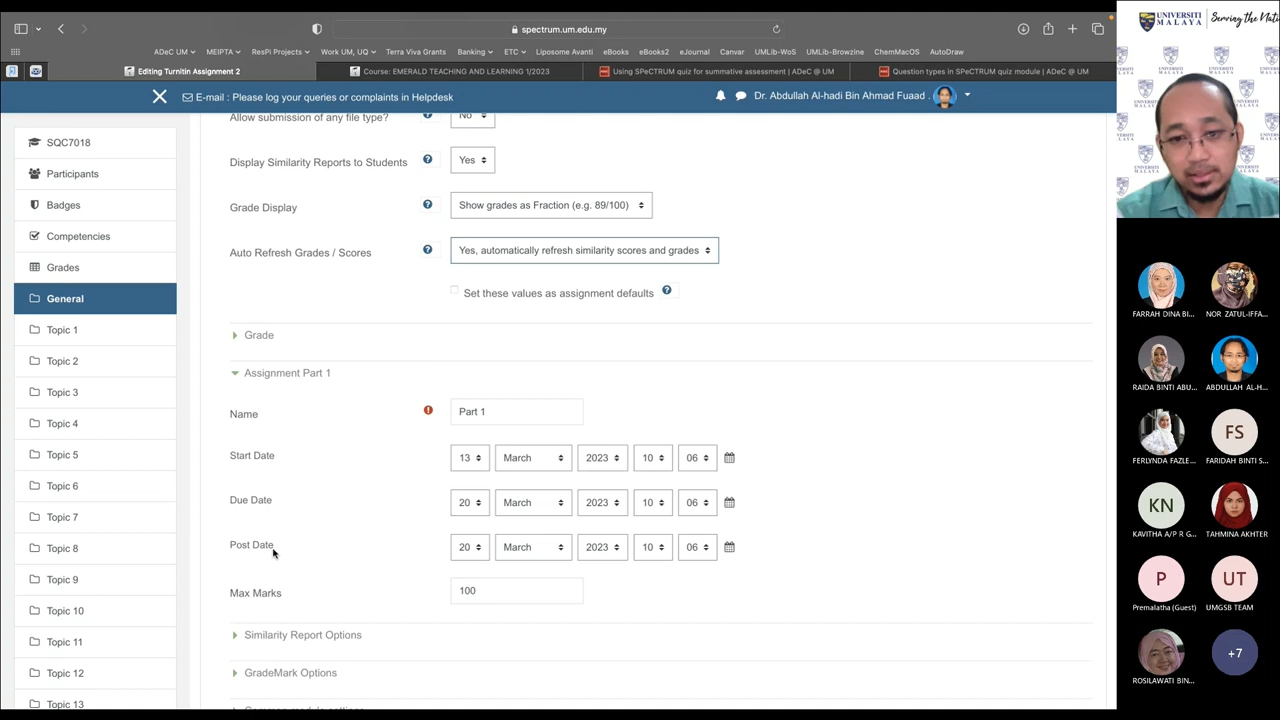 spectrum.um.edu.my
UNIVERSITI MALAYA
Serving the Nati
ADeC UM MEIPTA ResPi Projects Work UM, UQ Terra Viva Grants Banking ETC Liposome Avanti eBooks eBooks2 eJournal Canvar UMLib-WoS UMLib-Browzine ChemMacOS AutoDraw
Editing Turnitin Assignment 2
Course: EMERALD TEACHING AND LEARNING 1/2023
Using SPeCTRUM quiz for summative assessment | ADeC @ UM
Question types in SPeCTRUM quiz module | ADeC @ UM
E-mail : Please log your queries or complaints in Helpdesk
Dr. Abdullah Al-hadi Bin Ahmad Fuaad .
SQC7018
Participants
Badges
Competencies
Grades
General
Topic 1
Topic 2
Topic 3
Topic 4
Topic 5
Topic 6
Topic 7
Topic 8
Topic 9
Topic 10
Topic 11
Topic 12
Topic 13
Allow submission of any file type? No
Display Similarity Reports to Students Yes
Grade Display Show grades as Fraction (e.g. 89/100)
Auto Refresh Grades / Scores Yes, automatically refresh similarity scores and grades
Set these values as assignment defaults
Grade
Assignment Part 1
Name Part 1
Start Date 13 March 2023 10 06
Due Date 20 March 2023 10 06
Post Date 20 March 2023 10 06
Max Marks 100
Similarity Report Options
GradeMark Options
Common module settings
FARRAH DINA BI...
NOR ZATUL-IFFA...
RAIDA BINTI ABU...
ABDULLAH AL-H...
FERLYNDA FAZLE...
FS
FARIDAH BINTI S...
KN
KAVITHA A/P R G...
TAHMINA AKHTER
P
Premalatha (Guest)
UT
UMGSB TEAM
ROSILAWATI BIN...
+7